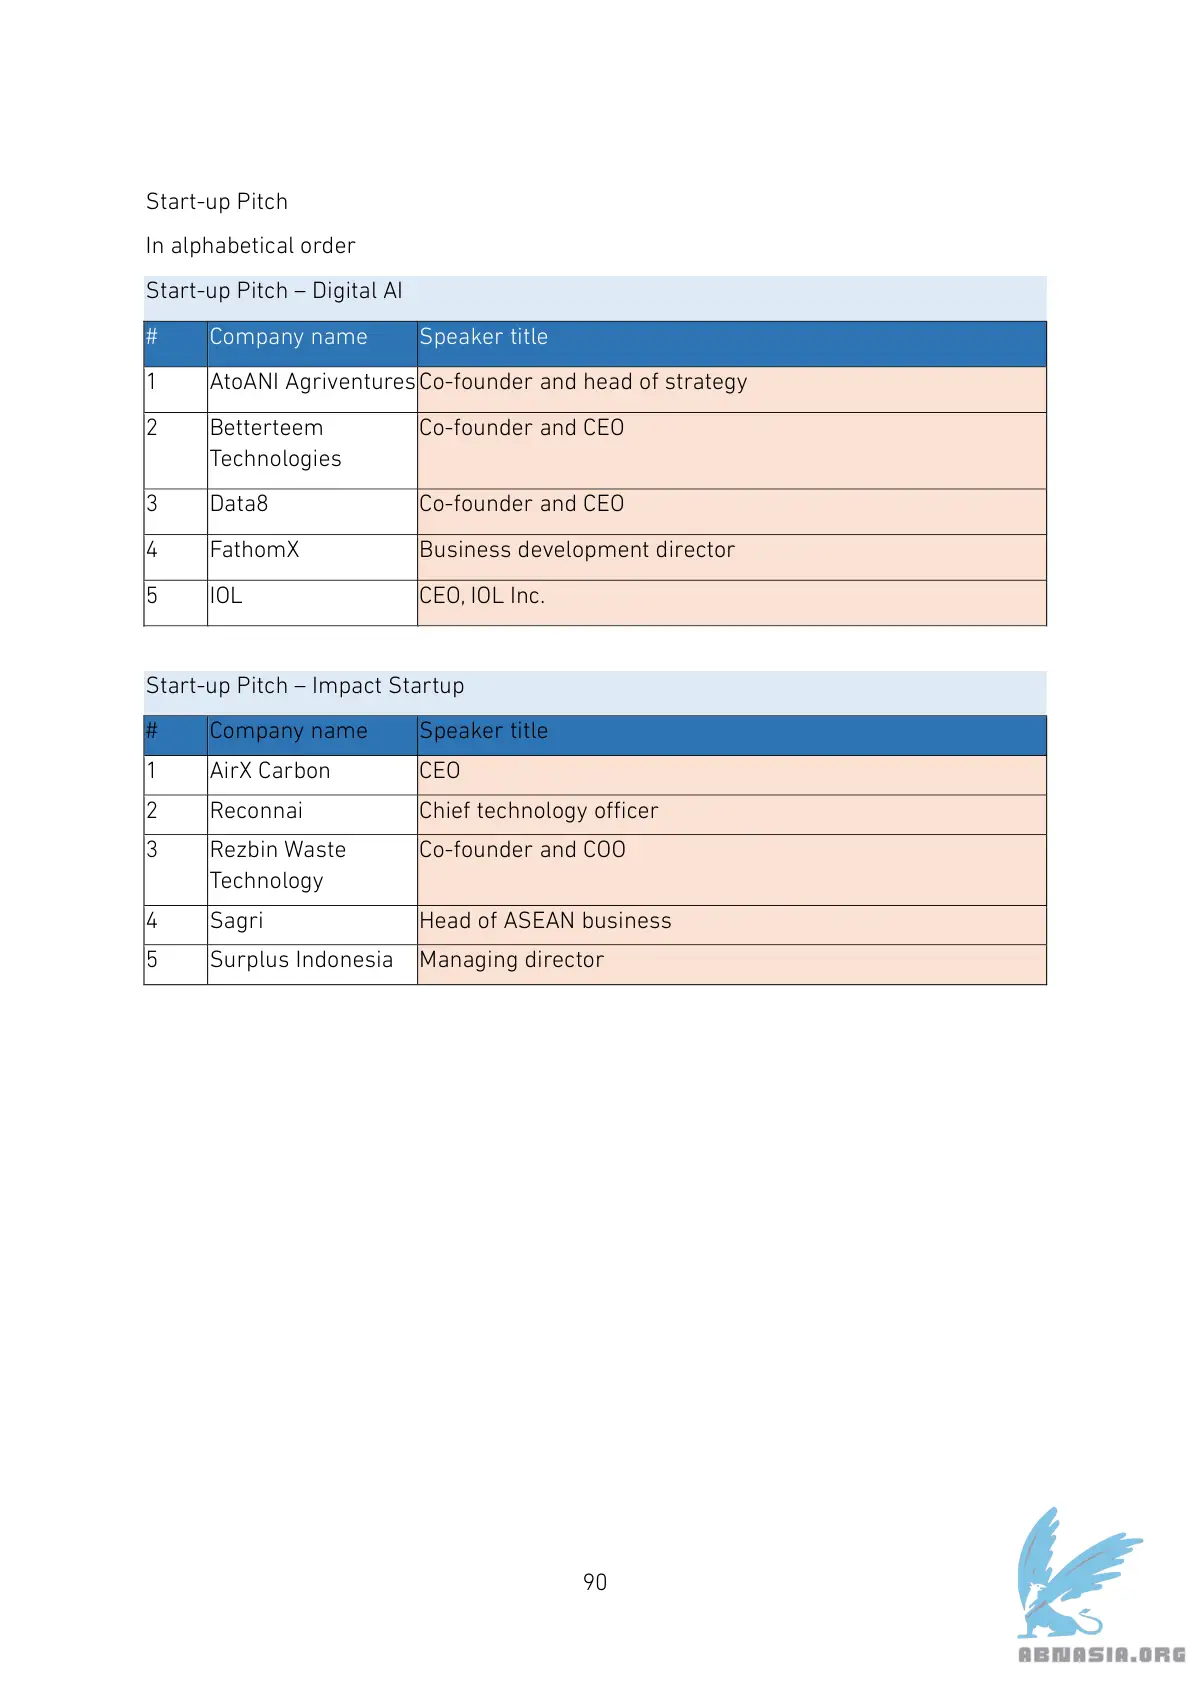 Start-up Pitch
In alphabetical order
Start-up Pitch – Digital AI
# Company name Speaker title
1 AtoANI Agriventures Co-founder and head of strategy
2 Betterteem Co-founder and CEO
Technologies
3 Data8 Co-founder and CEO
4 FathomX Business development director
5 IOL CEO, IOL Inc.
Start-up Pitch – Impact Startup
# Company name Speaker title
1 AirX Carbon CEO
2 Reconnai Chief technology officer
3 Rezbin Waste Co-founder and COO
Technology
4 Sagri Head of ASEAN business
5 Surplus Indonesia Managing director
90
ABNASIA.ORG